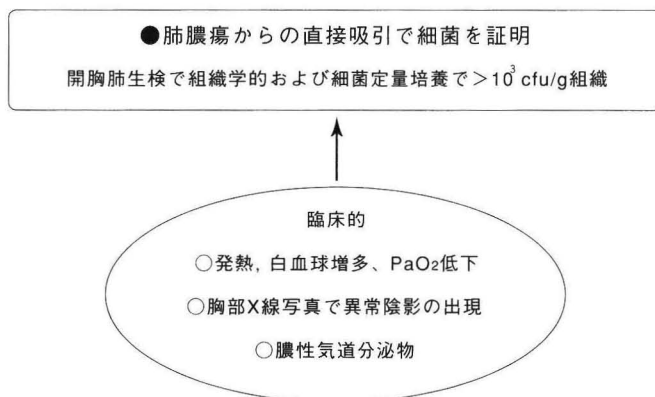 ●肺膿瘍からの直接吸引で細菌を証明
開胸肺生検で組織学的および細菌定量培養で＞10³ cfu/g組織
臨床的
○発熱, 白血球増多、PaO₂低下
○胸部X線写真で異常陰影の出現
○膿性気道分泌物